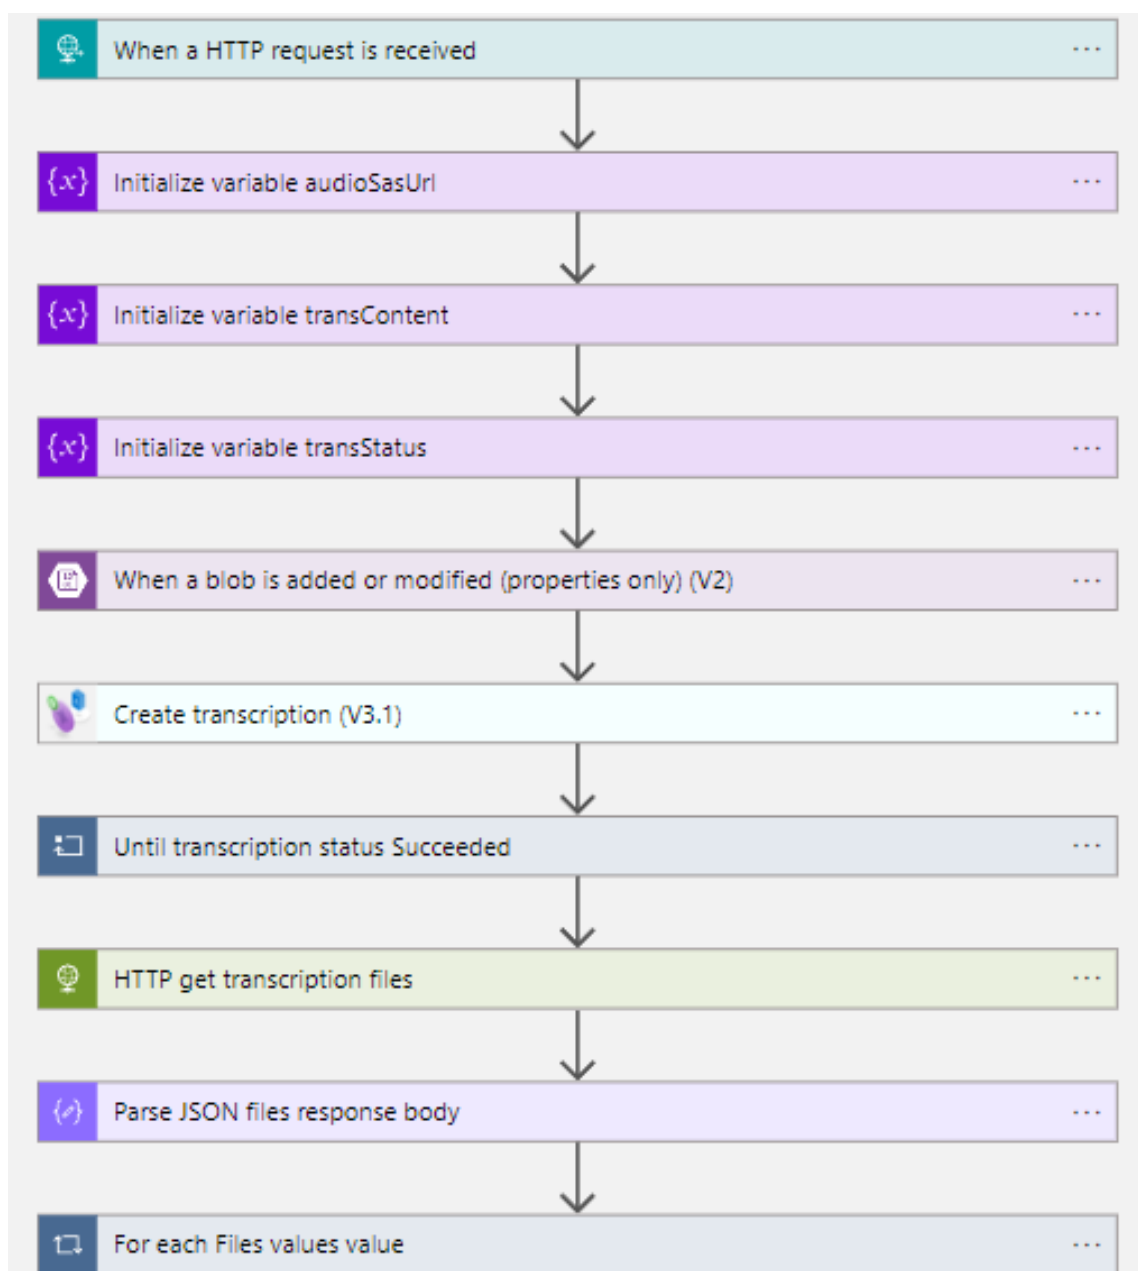 When a HTTP request is received
{x} Initialize variable audioSasUrl
{x} Initialize variable transContent
{x} Initialize variable transStatus
When a blob is added or modified (properties only) (V2)
Create transcription (V3.1)
Until transcription status Succeeded
HTTP get transcription files
Parse JSON files response body
For each Files values value